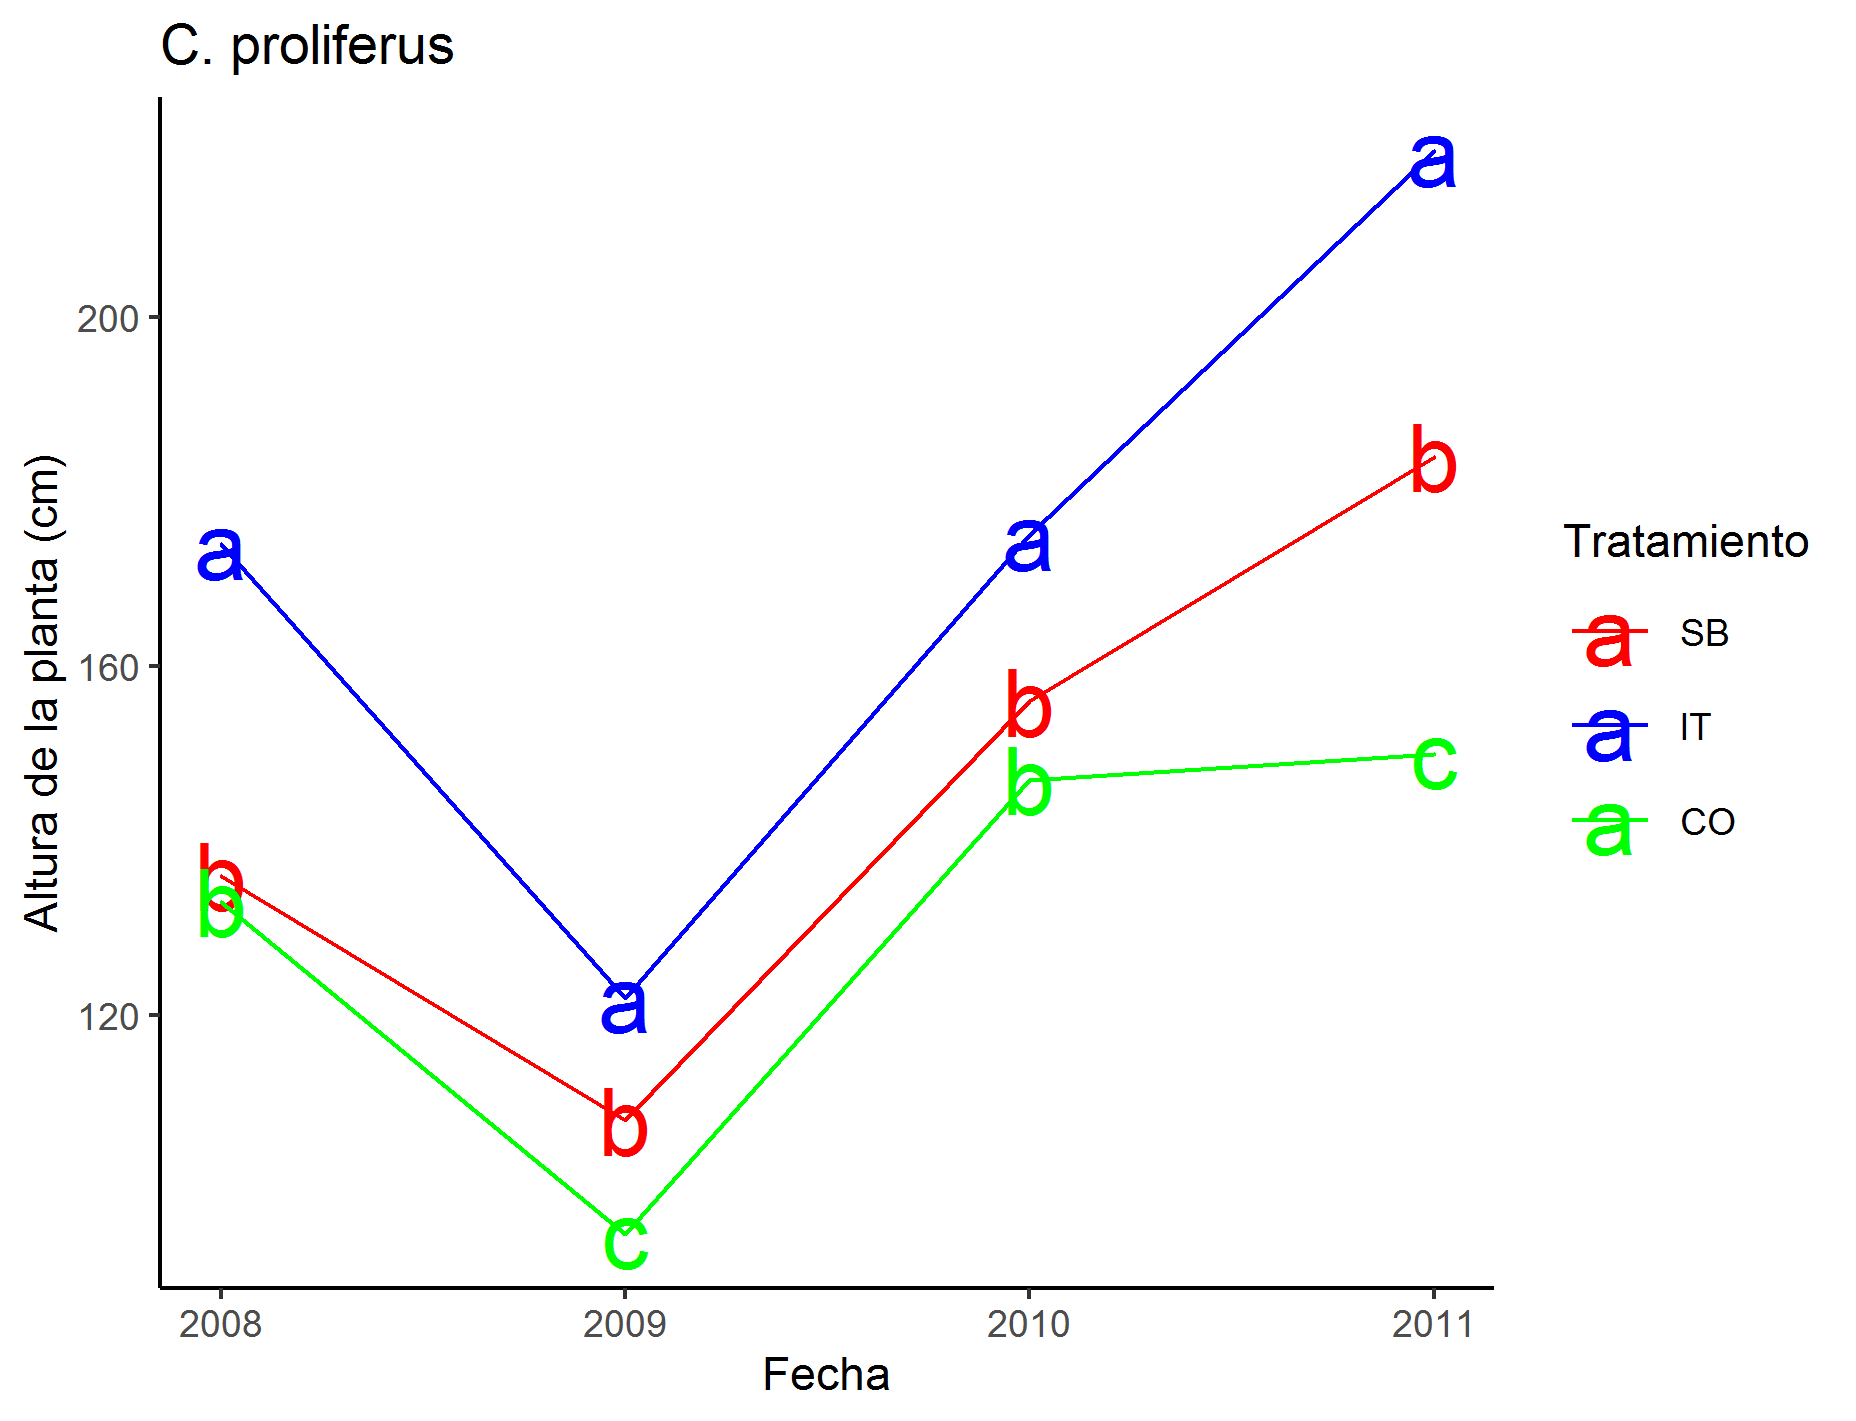 C. proliferus
Altura de la planta (cm)
200
160
120
a
a
a
a
b
b
b
b
b
c
b
c
2008
2009
2010
2011
Fecha
Tratamiento
a SB
a IT
a CO